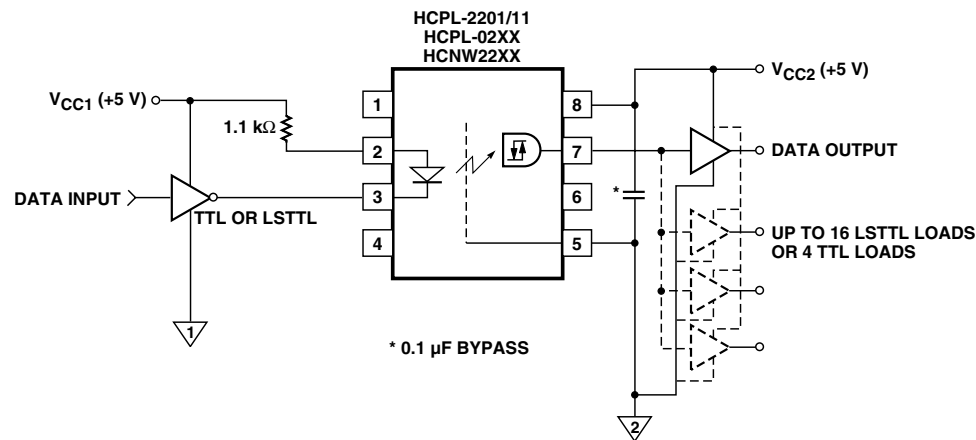 HCPL-2201/11
HCPL-02XX
HCNW22XX
VCC1 (+5 V)
1.1 kΩ
DATA INPUT
TTL OR LSTTL
1
1
2
3
4
8
7
6
5
*
VCC2 (+5 V)
DATA OUTPUT
UP TO 16 LSTTL LOADS
OR 4 TTL LOADS
* 0.1 µF BYPASS
2